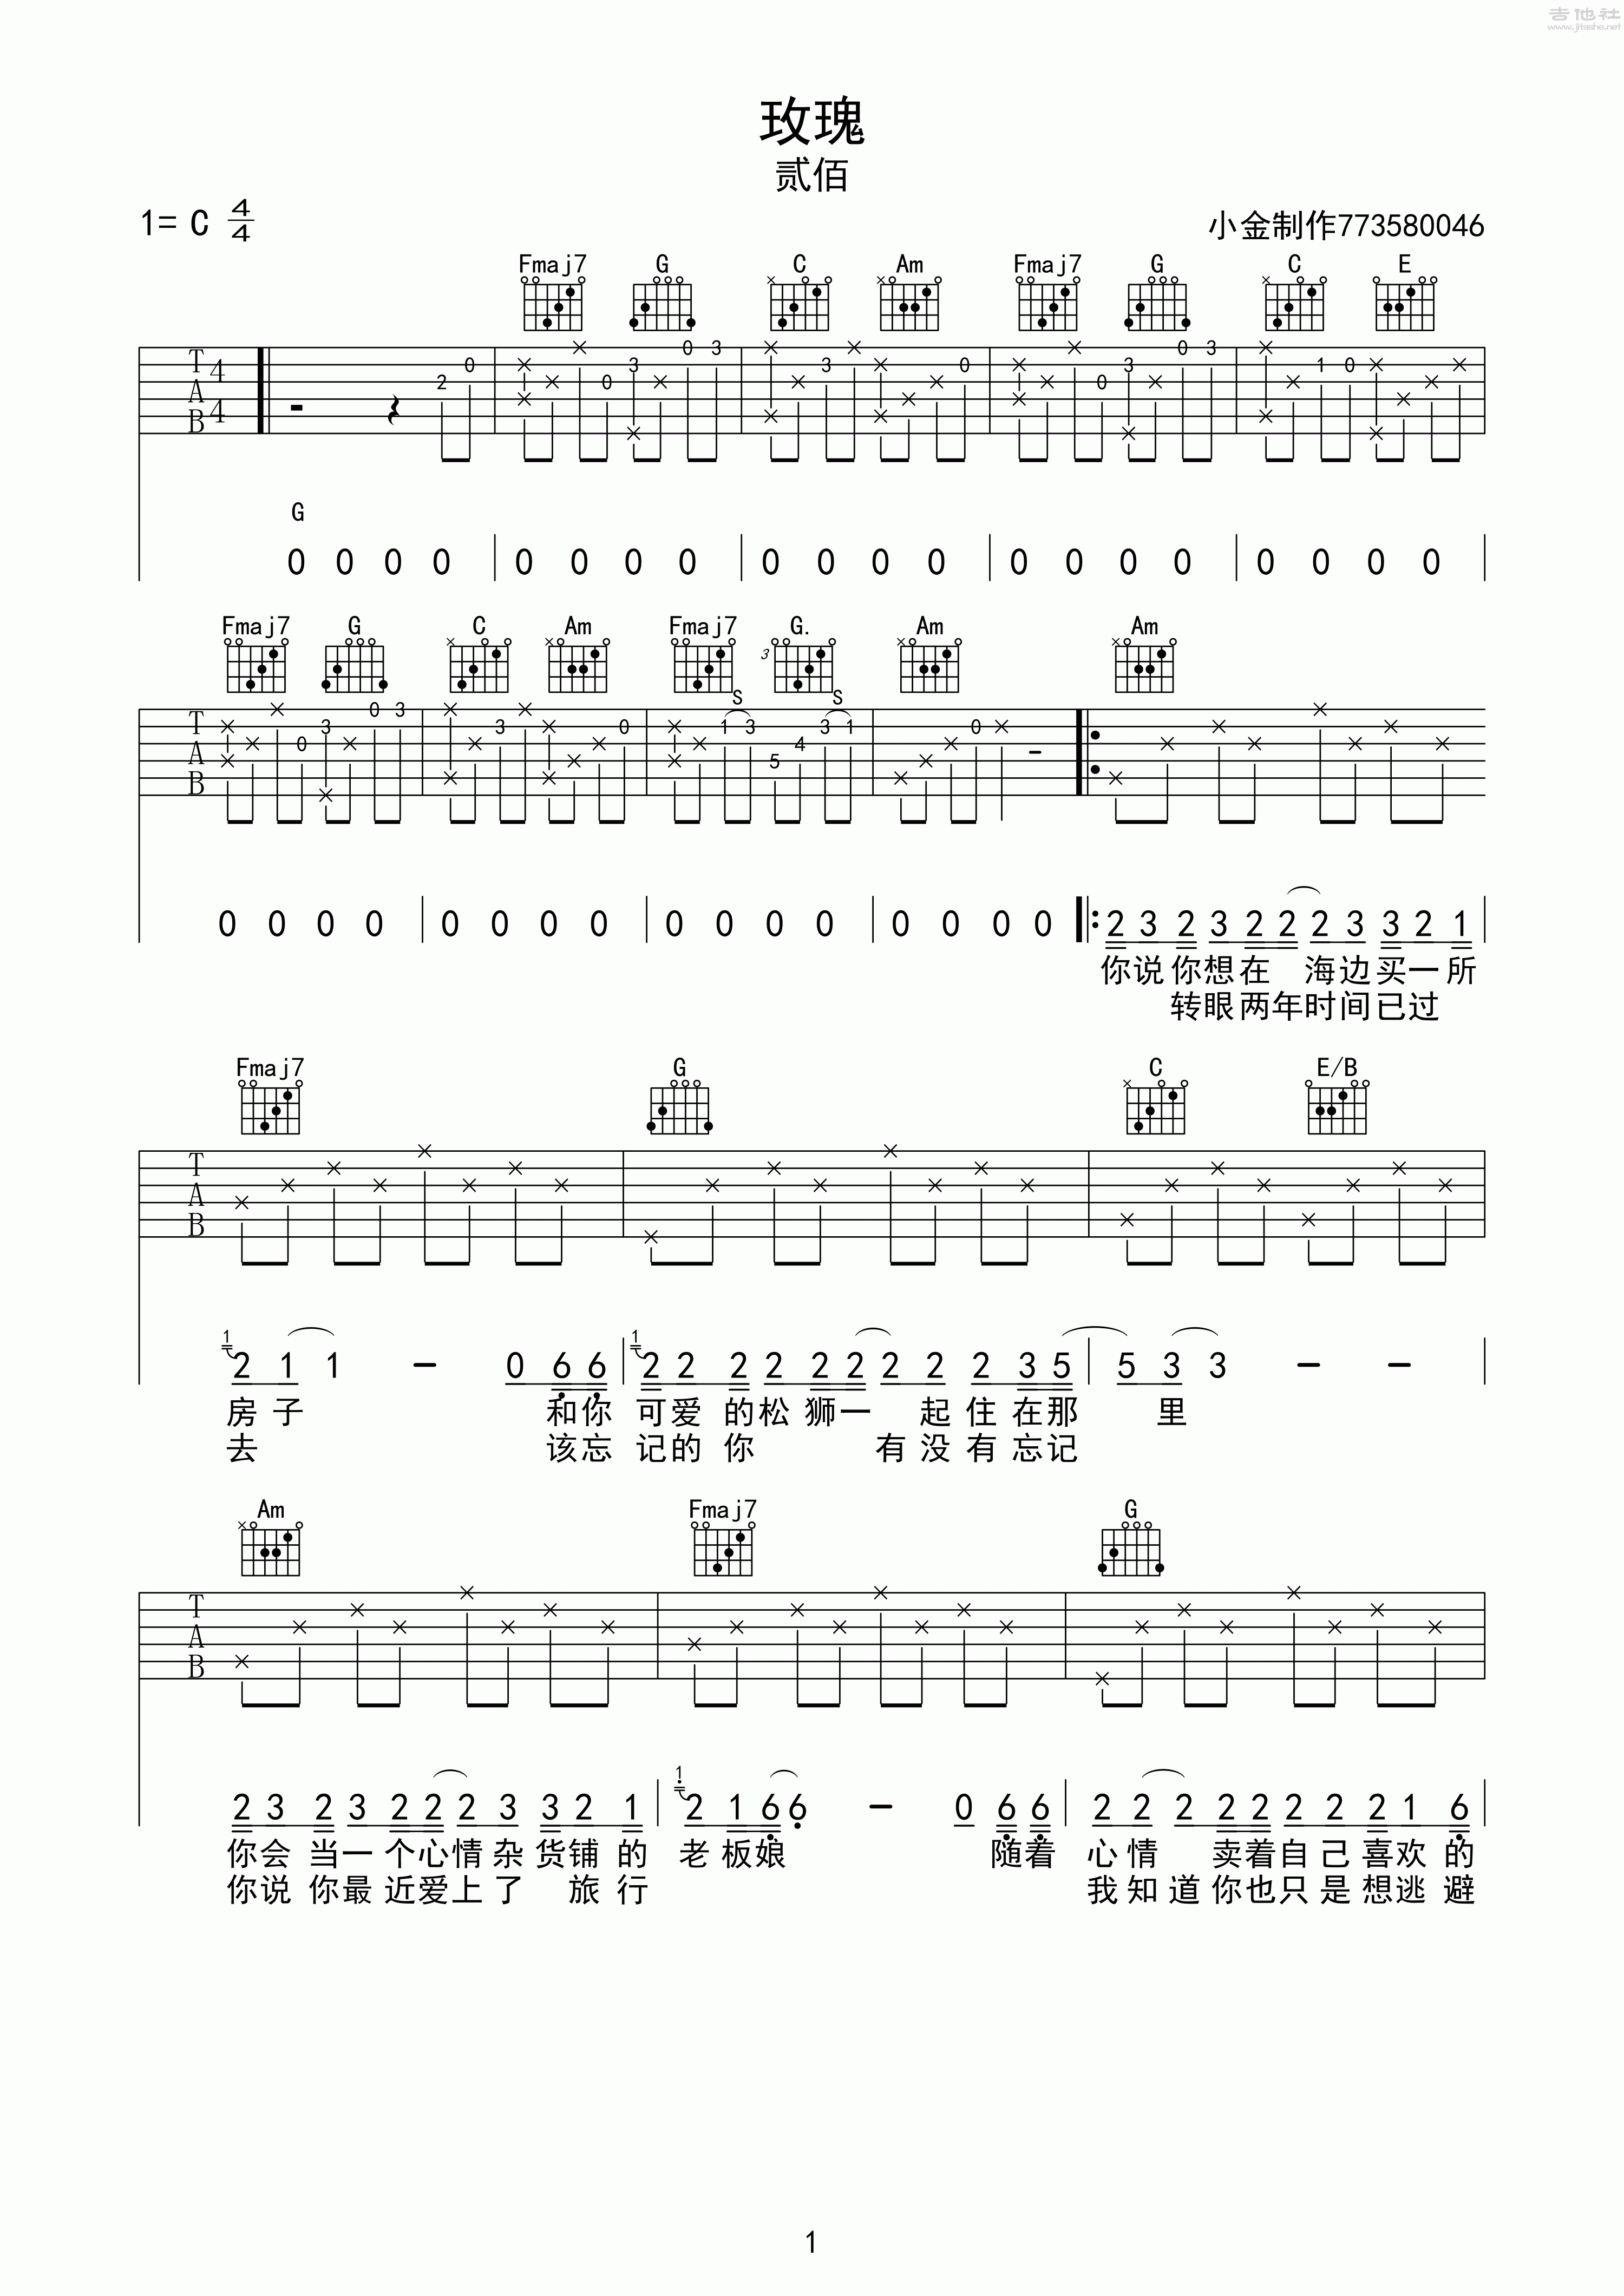 吉他社
www.jitashe.net
玫瑰
贰佰
1= C 4/4
小金制作773580046
Fmaj7 G C Am Fmaj7 G C E
T A B 4 4
2 0 0 3 0 3 3 0 0 3 0 3 1 0
G
0 0 0 0 0 0 0 0 0 0 0 0 0 0 0 0 0 0 0 0
Fmaj7 G C Am Fmaj7 G. Am Am
3
S S
T A B
0 3 0 3 3 0 1 3 5 4 3 1 0
0 0 0 0 0 0 0 0 0 0 0 0 0 0 0 0 2 3 2 3 2 2 2 3 3 2 1
你说你想在 海边买一所
转眼两年时间已过
Fmaj7 G C E/B
T A B
1 2 1 1 - 0 6 6 1 2 2 2 2 2 2 2 2 2 3 5 5 3 3 - -
房子 和你 可爱的松狮一 起住在那 里
去 该忘 记的你 有没有忘记
Am Fmaj7 G
T A B
2 3 2 3 2 2 2 3 3 2 1 1 2 1 6 6 - 0 6 6 2 2 2 2 2 2 2 2 1 6
你会 当一个心情杂货铺的 老板娘 随着 心情 卖着自己喜欢的
你说 你最近爱上了 旅行 我知道你也只是想逃避
1